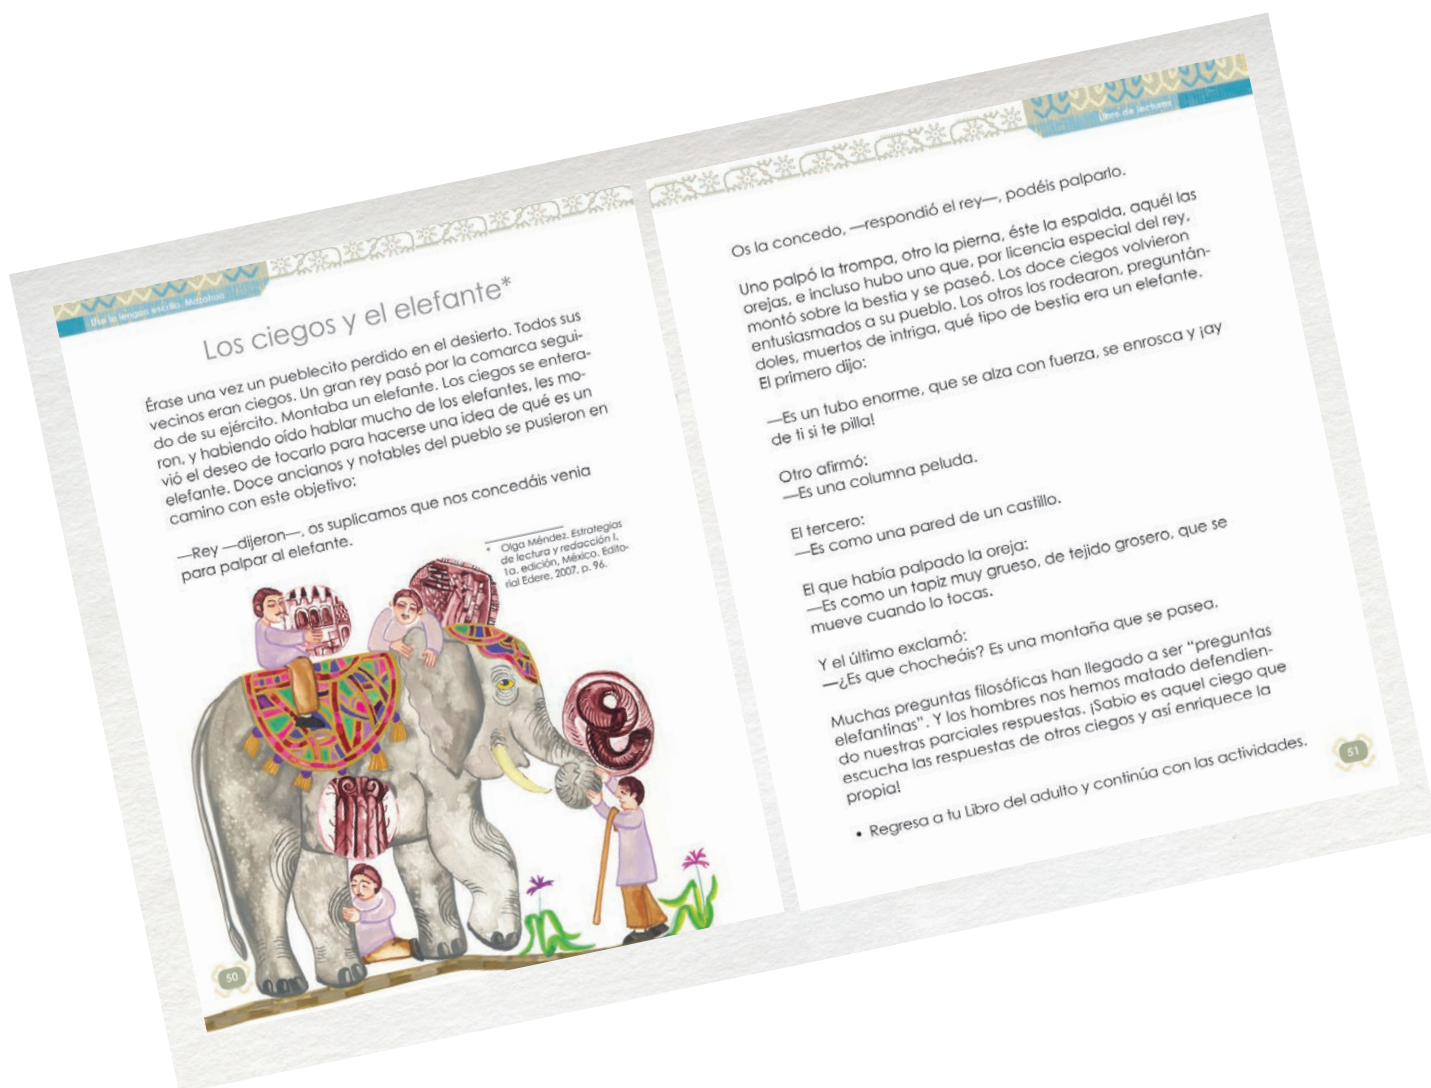 Use la lengua escrita. Mazahua
Los ciegos y el elefante*
Érase una vez un pueblecito perdido en el desierto. Todos sus
vecinos eran ciegos. Un gran rey pasó por la comarca segui-
do de su ejército. Montaba un elefante. Los ciegos se entera-
ron, y habiendo oído hablar mucho de los elefantes, les mo-
vió el deseo de tocarlo para hacerse una idea de qué es un
elefante. Doce ancianos y notables del pueblo se pusieron en
camino con este objetivo:
—Rey —dijeron—, os suplicamos que nos concedáis venia
para palpar al elefante.
* Olga Méndez. Estrategias
de lectura y redacción I,
1a. edición, México, Edito-
rial Edere, 2007, p. 96.
50
Libro de lecturas
Os la concedo, —respondió el rey—, podéis palparlo.
Uno palpó la trompa, otro la pierna, éste la espalda, aquél las
orejas, e incluso hubo uno que, por licencia especial del rey,
montó sobre la bestia y se paseó. Los doce ciegos volvieron
entusiasmados a su pueblo. Los otros los rodearon, preguntán-
doles, muertos de intriga, qué tipo de bestia era un elefante.
El primero dijo:
—Es un tubo enorme, que se alza con fuerza, se enrosca y ¡ay
de ti si te pilla!
Otro afirmó:
—Es una columna peluda.
El tercero:
—Es como una pared de un castillo.
El que había palpado la oreja:
—Es como un tapiz muy grueso, de tejido grosero, que se
mueve cuando lo tocas.
Y el último exclamó:
—¿Es que chocheáis? Es una montaña que se pasea.
Muchas preguntas filosóficas han llegado a ser “preguntas
elefantinas”. Y los hombres nos hemos matado defendien-
do nuestras parciales respuestas. ¡Sabio es aquel ciego que
escucha las respuestas de otros ciegos y así enriquece la
propia!
• Regresa a tu Libro del adulto y continúa con las actividades.
51